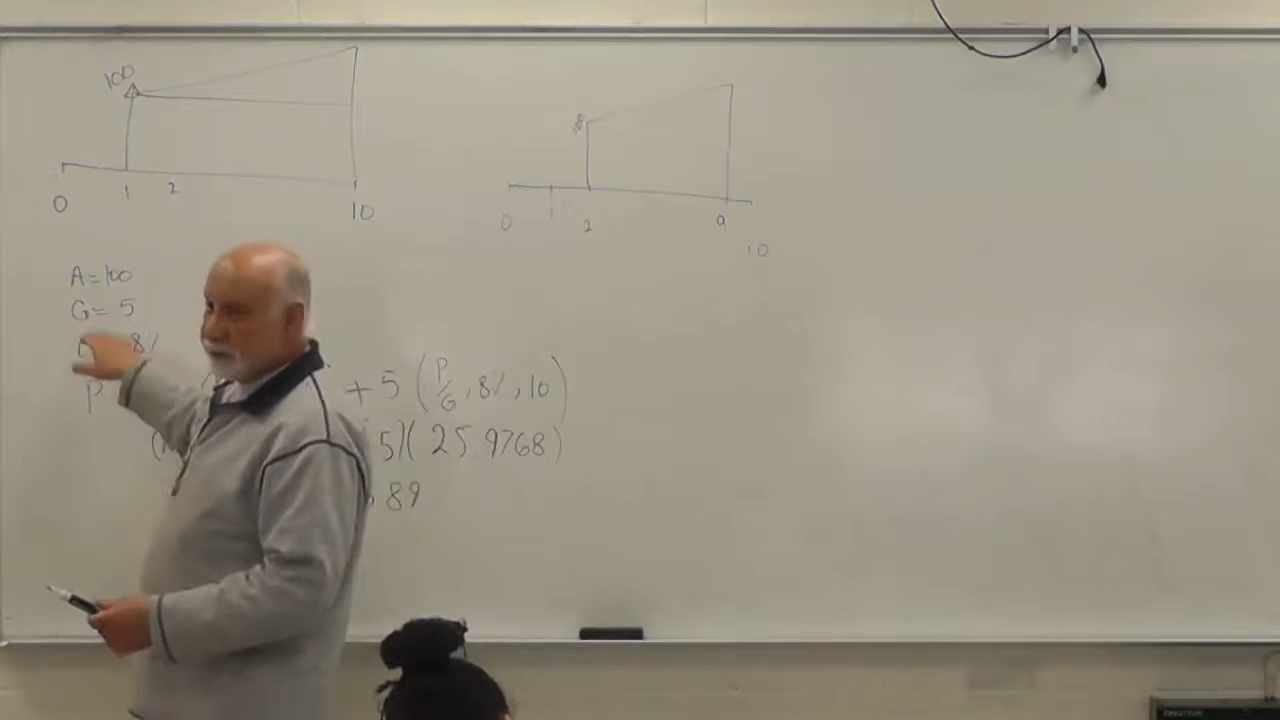 100
0 1 2 10
8
0 2 9
10
A=100
G= 5
8%
P + 5 (P/G, 8%, 10)
5)( 25.9768)
.89